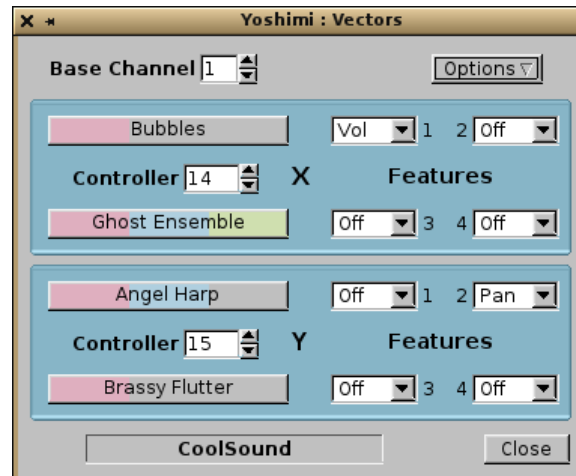 Yoshimi : Vectors
Base Channel 1 Options
Bubbles Vol 1 2 Off
Controller 14 X Features
Ghost Ensemble Off 3 4 Off
Angel Harp Off 1 2 Pan
Controller 15 Y Features
Brassy Flutter Off 3 4 Off
CoolSound Close